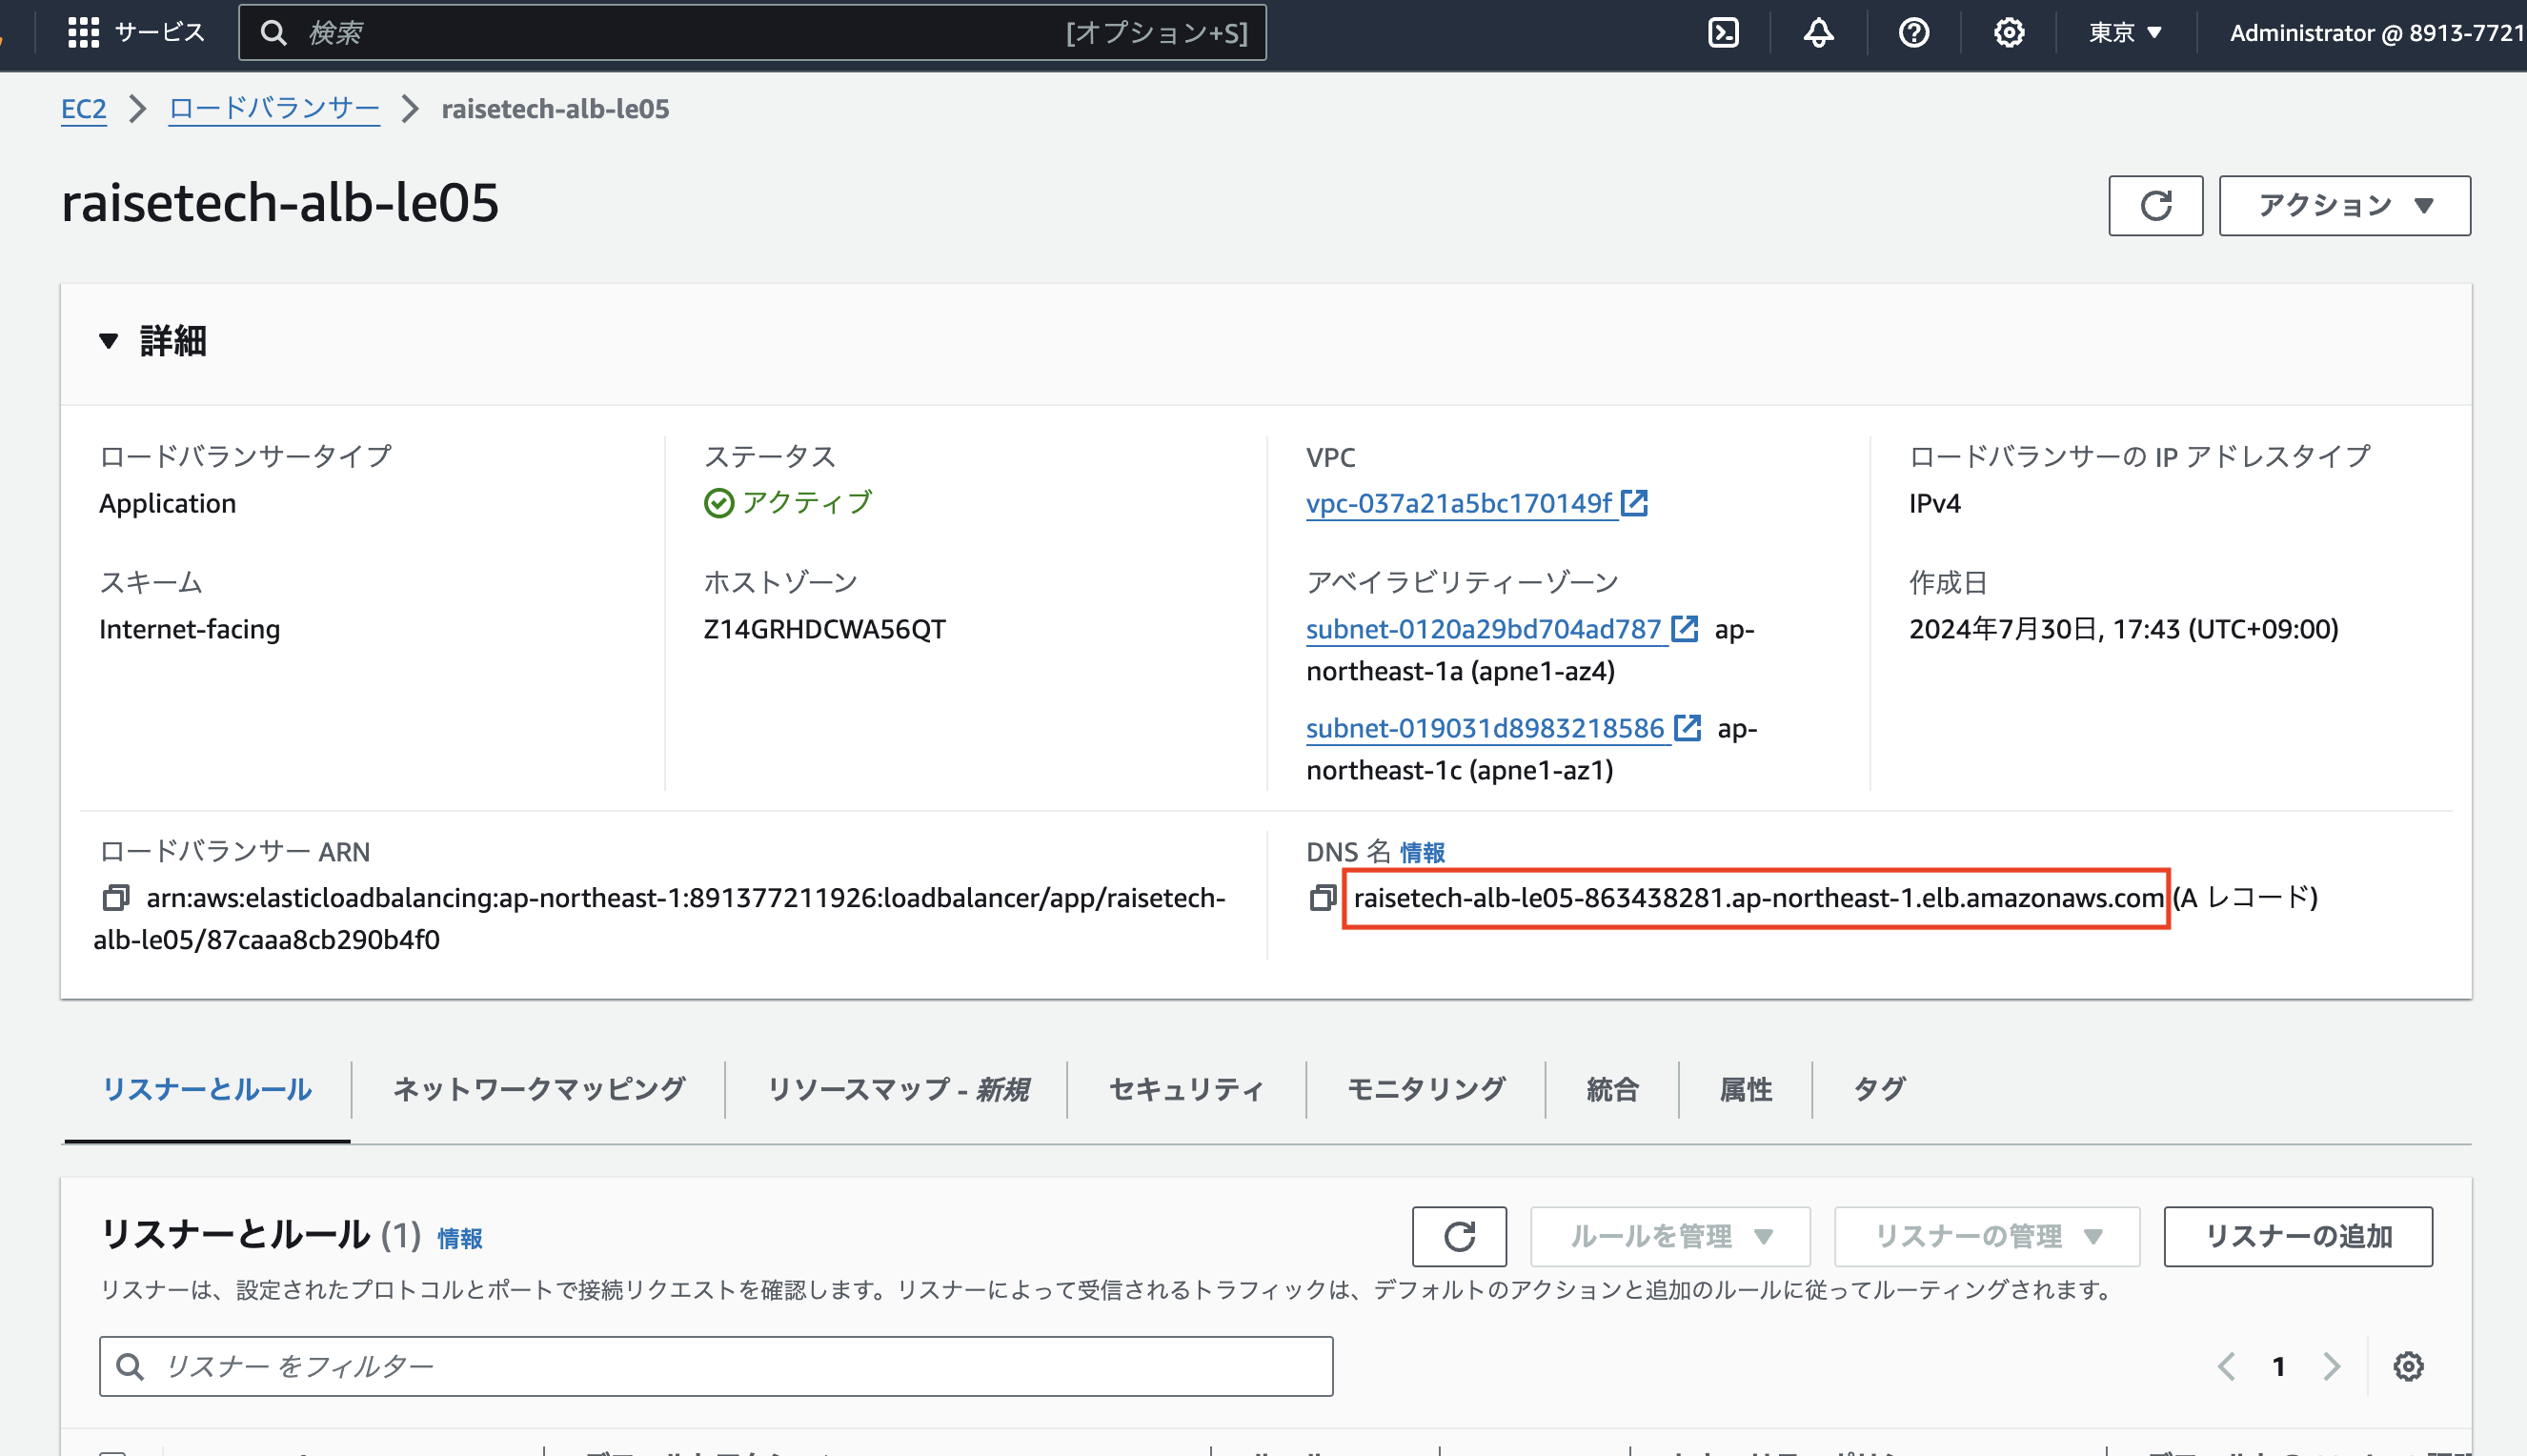 サービス 検索 [オプション+S] 東京 ▼ Administrator @ 8913-7721
EC2 > ロードバランサー > raisetech-alb-le05
raisetech-alb-le05
アクション ▼
▼ 詳細
ロードバランサータイプ
Application
ステータス
アクティブ
VPC
vpc-037a21a5bc170149f
ロードバランサーの IP アドレスタイプ
IPv4
スキーム
Internet-facing
ホストゾーン
Z14GRHDCWA56QT
アベイラビリティーゾーン
subnet-0120a29bd704ad787 ap-
northeast-1a (apne1-az4)
subnet-019031d8983218586 ap-
northeast-1c (apne1-az1)
作成日
2024年7月30日, 17:43 (UTC+09:00)
ロードバランサー ARN
arn:aws:elasticloadbalancing:ap-northeast-1:891377211926:loadbalancer/app/raisetech-
alb-le05/87caaa8cb290b4f0
DNS 名 情報
raisetech-alb-le05-863438281.ap-northeast-1.elb.amazonaws.com (A レコード)
リスナーとルール ネットワークマッピング リソースマップ - 新規 セキュリティ モニタリング 統合 属性 タグ
リスナーとルール (1) 情報
ルールを管理 ▼ リスナーの管理 ▼ リスナーの追加
リスナーは、設定されたプロトコルとポートで接続リクエストを確認します。リスナーによって受信されるトラフィックは、デフォルトのアクションと追加のルールに従ってルーティングされます。
リスナー をフィルター
1